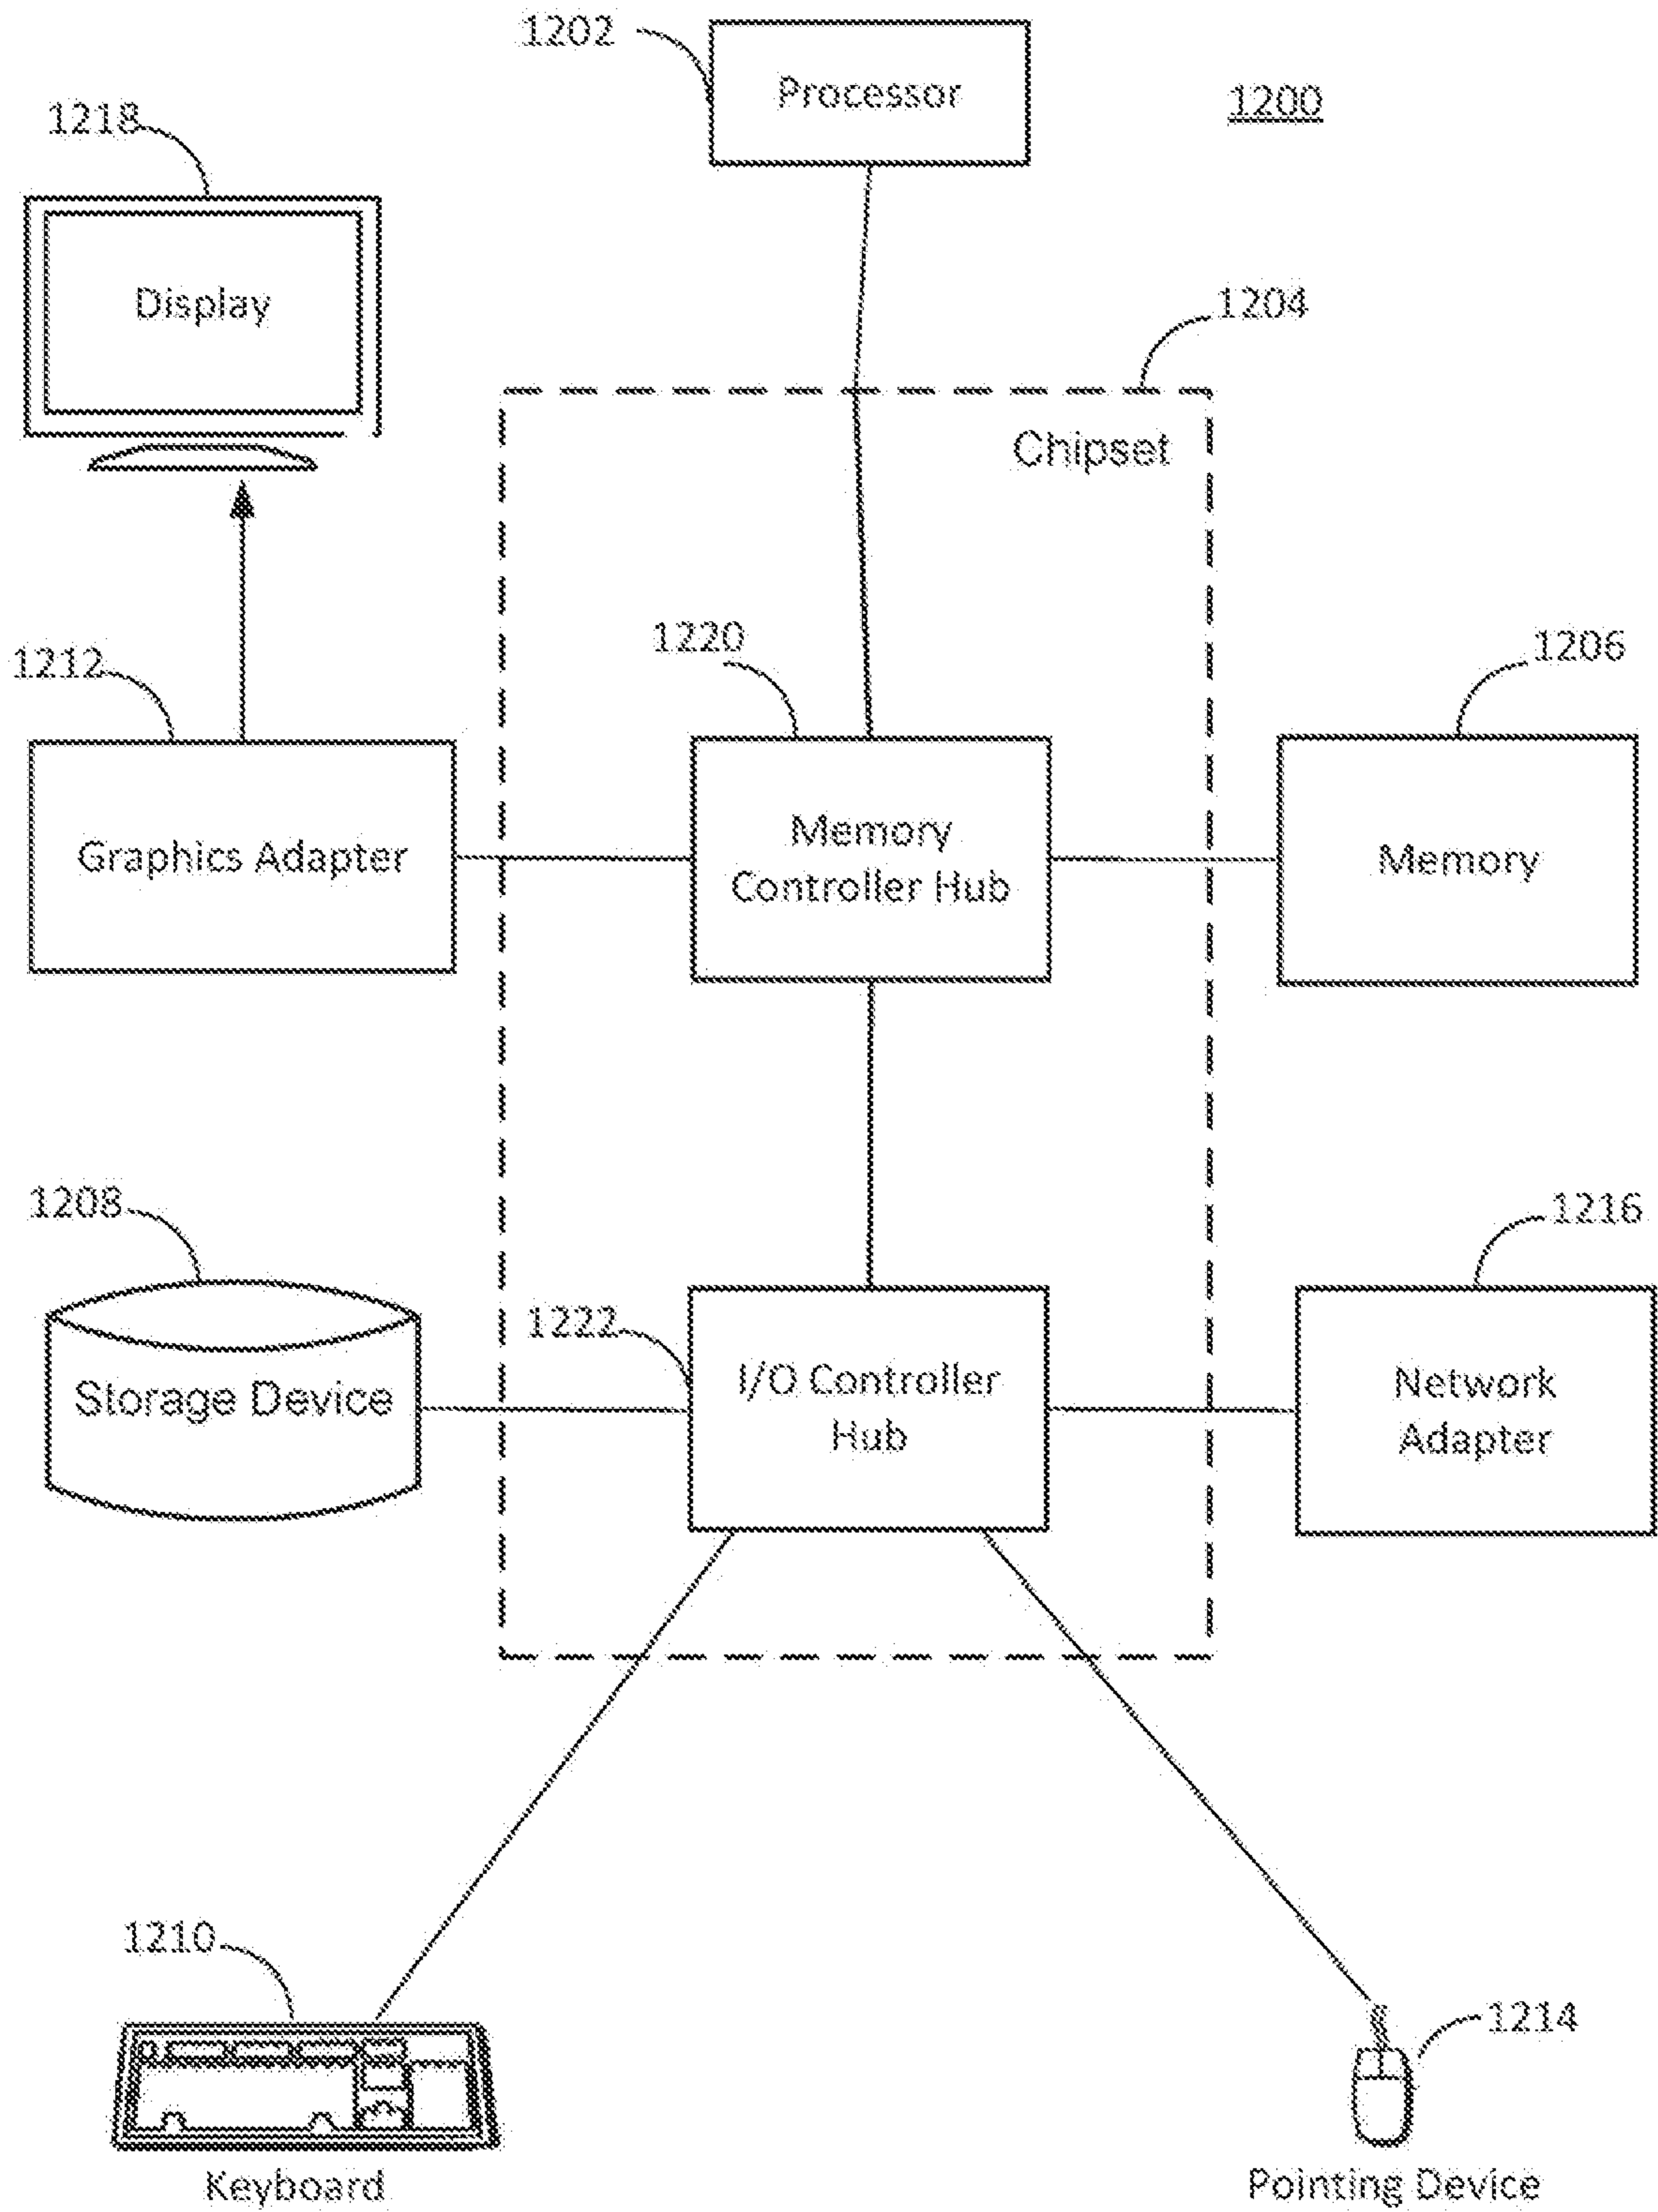 1202
Processor
1200
1218
Display
1204
Chipset
1212
1220
1206
Graphics Adapter
Memory
Controller Hub
Memory
1208
1216
Storage Device
1222
I/O Controller
Hub
Network
Adapter
1210
1214
Keyboard
Pointing Device